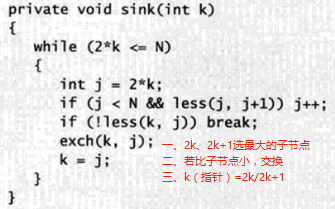 private void sink(int k)
{
while (2*k <= N)
{
int j = 2*k;
if (j < N && less(j, j+1)) j++;
if (!less(k, j)) break;
exch(k, j);
一、2k、2k+1选最大的子节点
k = j;
二、若比子节点小，交换
}
三、k（指针）=2k/2k+1
}